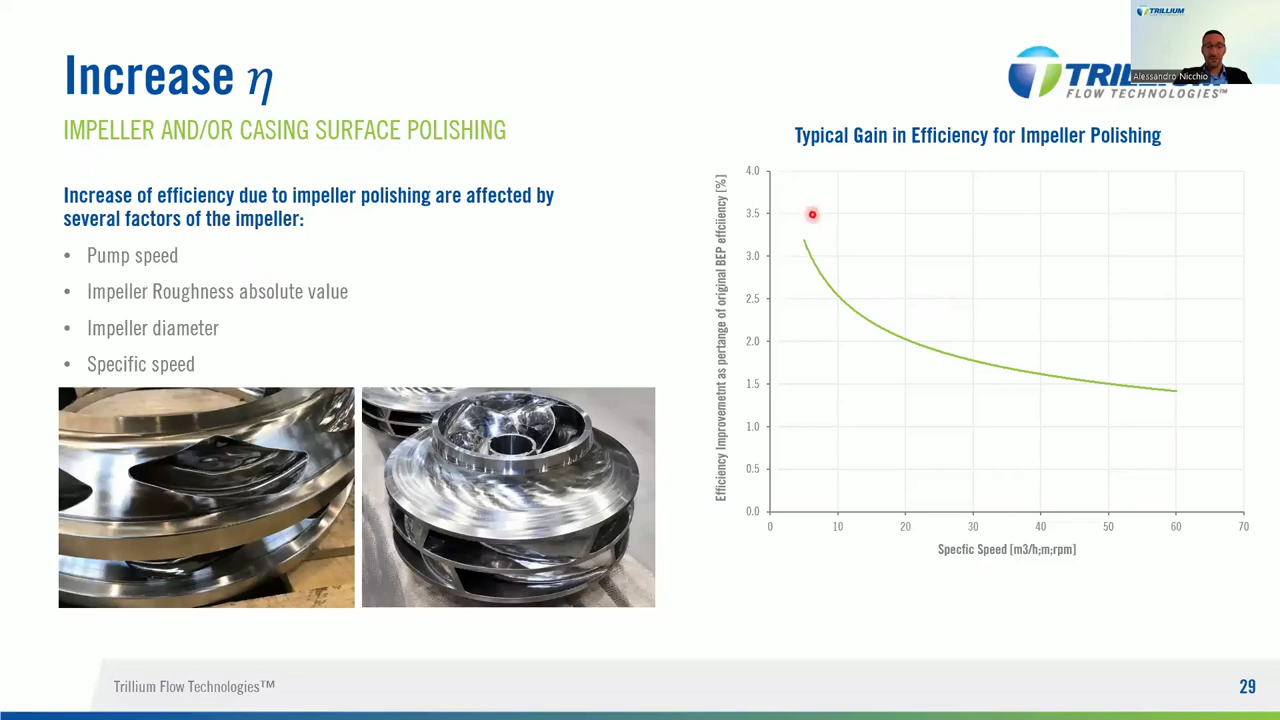 Increase η
IMPELLER AND/OR CASING SURFACE POLISHING
Increase of efficiency due to impeller polishing are affected by
several factors of the impeller:
• Pump speed
• Impeller Roughness absolute value
• Impeller diameter
• Specific speed
TRILLIUM
Alessandro Nicchio
FLOW TECHNOLOGIES™
Typical Gain in Efficiency for Impeller Polishing
Efficiency Improvemetnt as pertange of original BEP effciiency [%]
4.0
3.5
3.0
2.5
2.0
1.5
1.0
0.5
0.0
0 10 20 30 40 50 60 70
Specfic Speed [m3/h;m;rpm]
Trillium Flow Technologies™
29